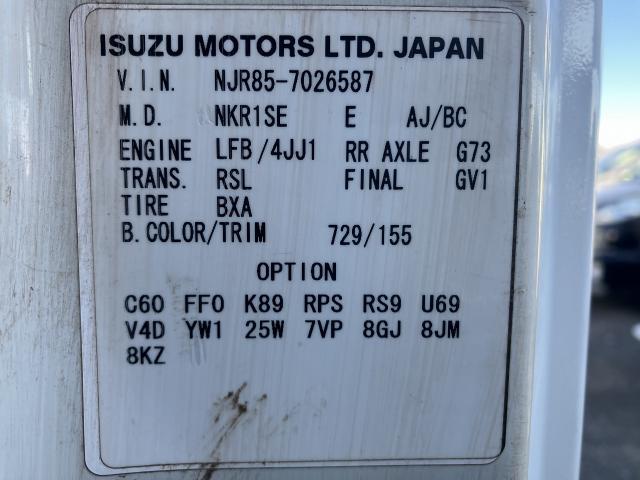 ISUZU MOTORS LTD. JAPAN
V.I.N. NJR85-7026587
M.D. NKR1SE E AJ/BC
ENGINE LFB/4JJ1 RR AXLE G73
TRANS. RSL FINAL GV1
TIRE BXA
B.COLOR/TRIM 729/155
OPTION
C60 FF0 K89 RPS RS9 U69
V4D YW1 25W 7VP 8GJ 8JM
8KZ